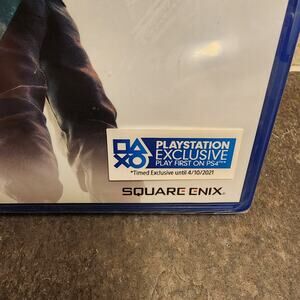 PLAYSTATION
EXCLUSIVE
PLAY FIRST ON PS4™*
*Timed Exclusive until 4/10/2021
SQUARE ENIX®